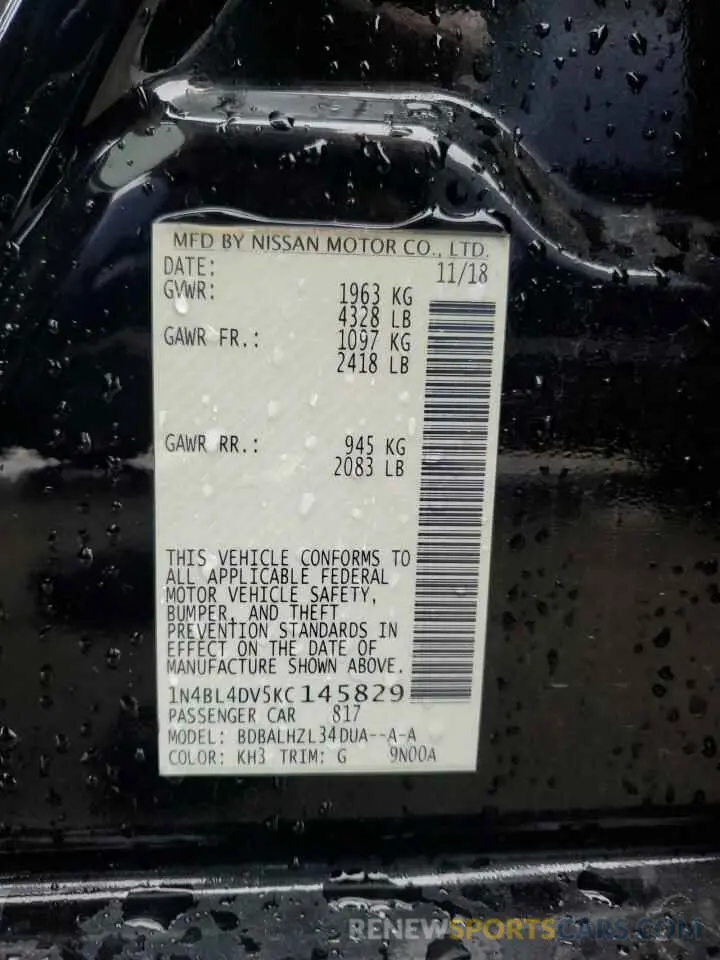 MFD BY NISSAN MOTOR CO., LTD.
DATE: 11/18
GVWR: 1963 KG
4328 LB
GAWR FR.: 1097 KG
2418 LB
GAWR RR.: 945 KG
2083 LB
THIS VEHICLE CONFORMS TO
ALL APPLICABLE FEDERAL
MOTOR VEHICLE SAFETY,
BUMPER, AND THEFT
PREVENTION STANDARDS IN
EFFECT ON THE DATE OF
MANUFACTURE SHOWN ABOVE.
1N4BL4DV5KC145829
PASSENGER CAR 817
MODEL: BDBALHZL34DUA--A-A
COLOR: KH3 TRIM: G 9N00A
RENEWSPORTSCARS.COM